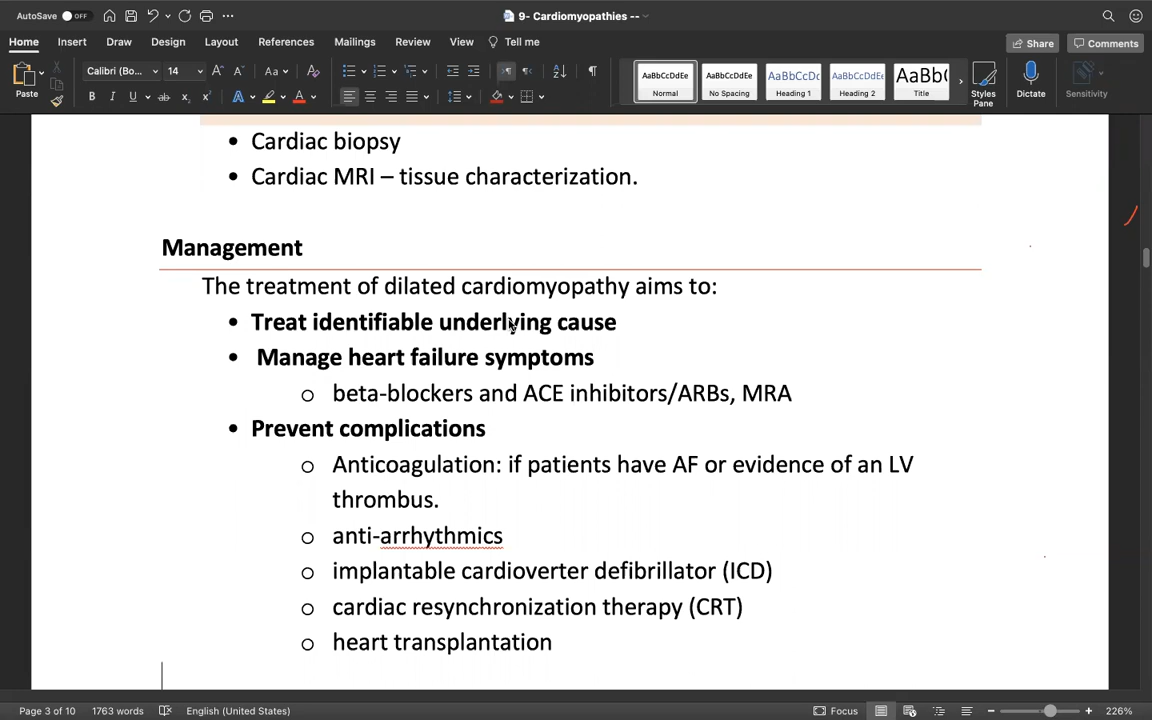 AutoSave OFF 9- Cardiomyopathies --
Home Insert Draw Design Layout References Mailings Review View Tell me Share Comments
Paste Calibri (Bo... 14 A^ Aa A
B I U ab x₂ x² A A
AaBbCcDdEe AaBbCcDdEe AaBbCcDc AaBbCcDdEe AaBb(
Normal No Spacing Heading 1 Heading 2 Title Styles Pane Dictate Sensitivity
• Cardiac biopsy
• Cardiac MRI – tissue characterization.
Management
The treatment of dilated cardiomyopathy aims to:
• Treat identifiable underlying cause
• Manage heart failure symptoms
o beta-blockers and ACE inhibitors/ARBs, MRA
• Prevent complications
o Anticoagulation: if patients have AF or evidence of an LV
thrombus.
o anti-arrhythmics
o implantable cardioverter defibrillator (ICD)
o cardiac resynchronization therapy (CRT)
o heart transplantation
Page 3 of 10 1763 words English (United States) Focus 226%